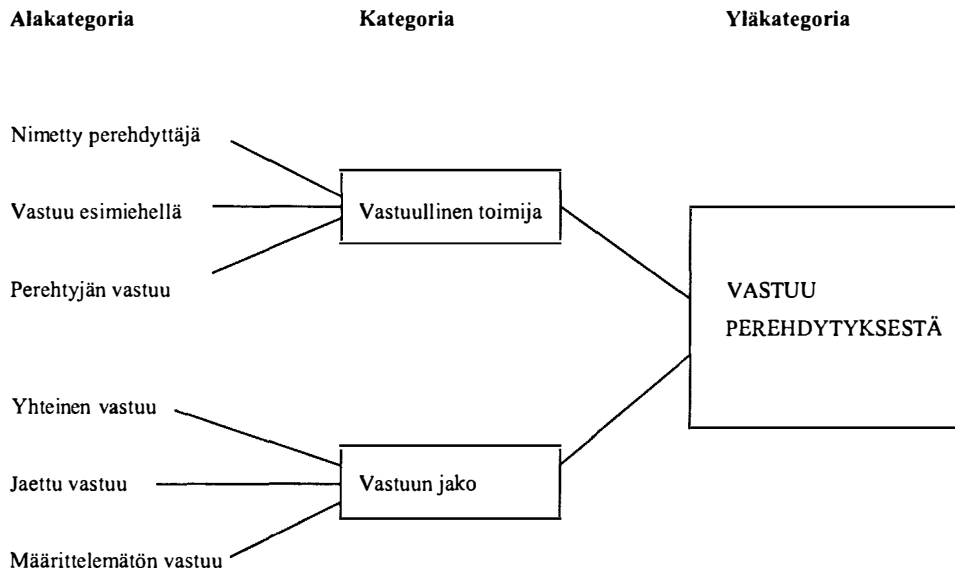 Alakategoria Kategoria Yläkategoria
Nimetty perehdyttäjä
Vastuu esimiehellä Vastuullinen toimija
Perehtyjän vastuu VASTUU
PEREHDYTYKSESTÄ
Yhteinen vastuu
Jaettu vastuu Vastuun jako
Määrittelemätön vastuu